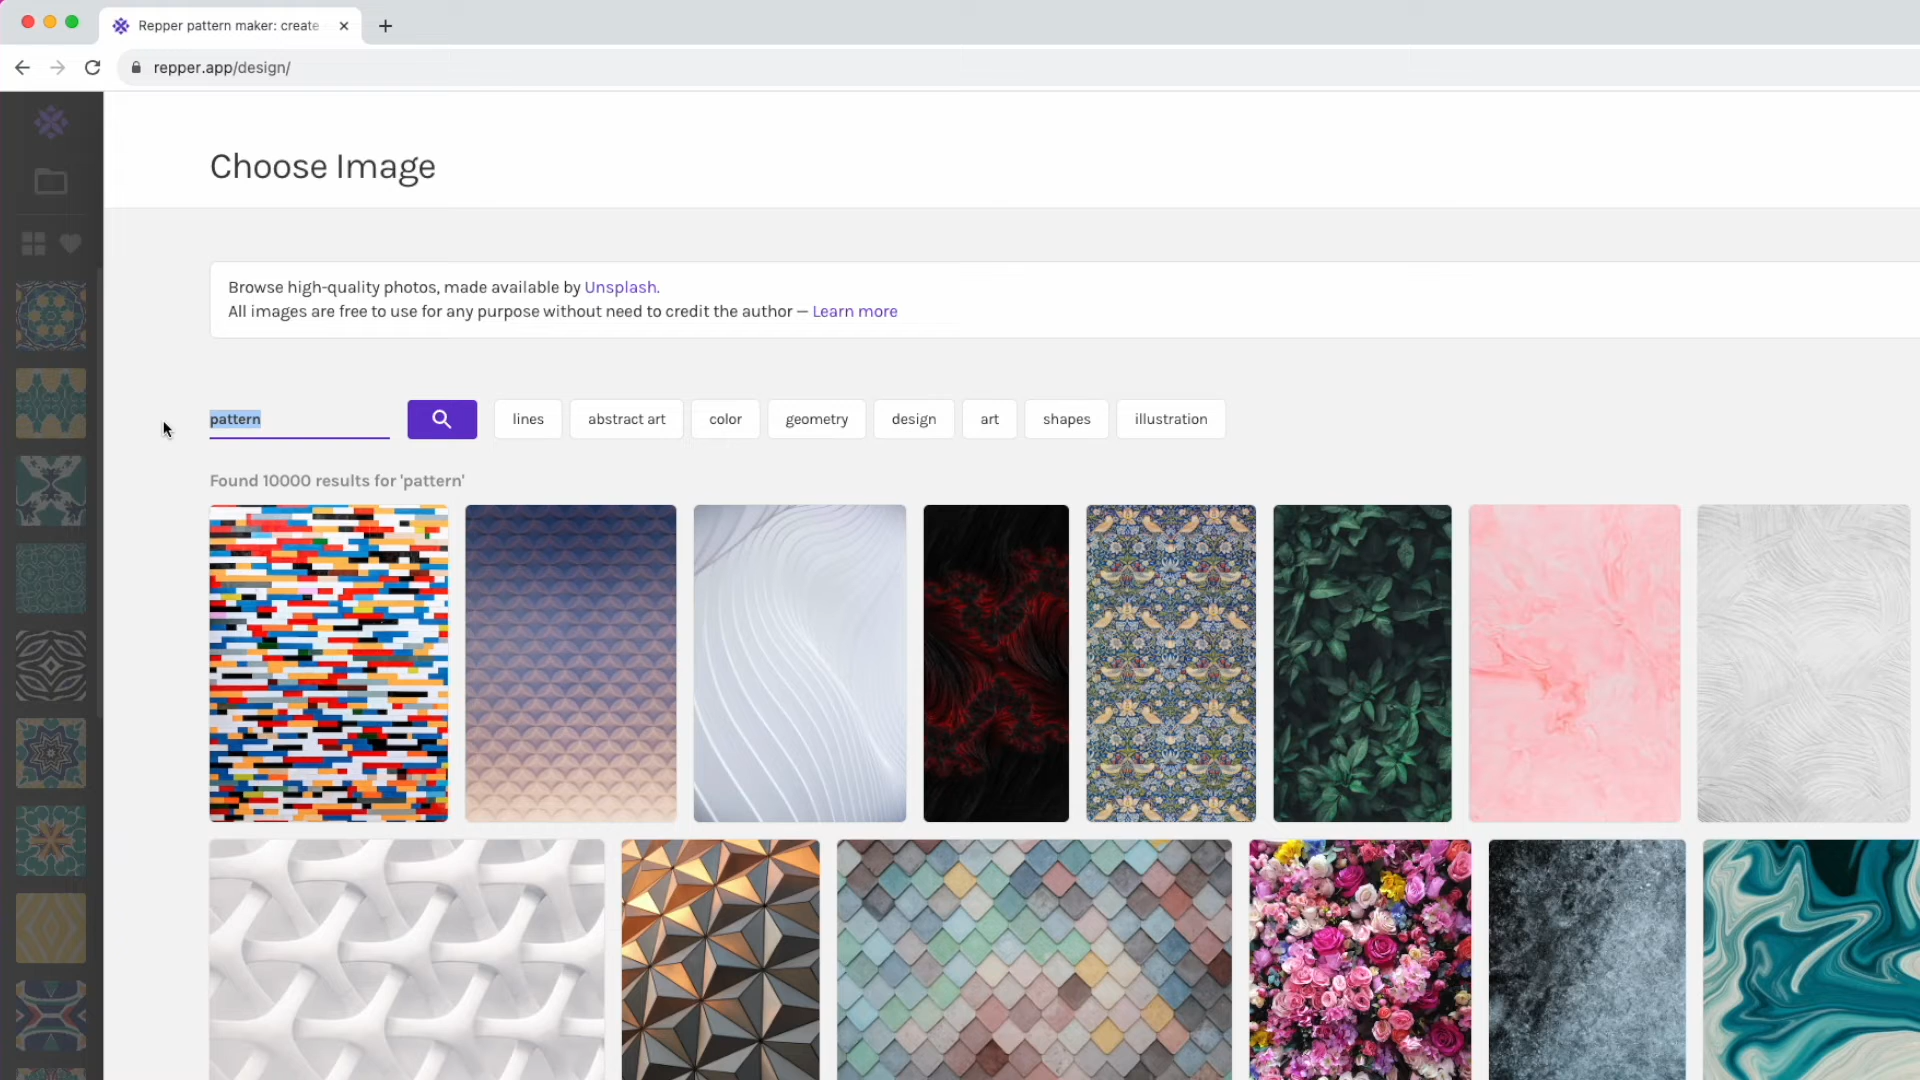 Repper pattern maker: create
repper.app/design/
Choose Image
Browse high-quality photos, made available by Unsplash.
All images are free to use for any purpose without need to credit the author — Learn more
pattern
lines
abstract art
color
geometry
design
art
shapes
illustration
Found 10000 results for 'pattern'